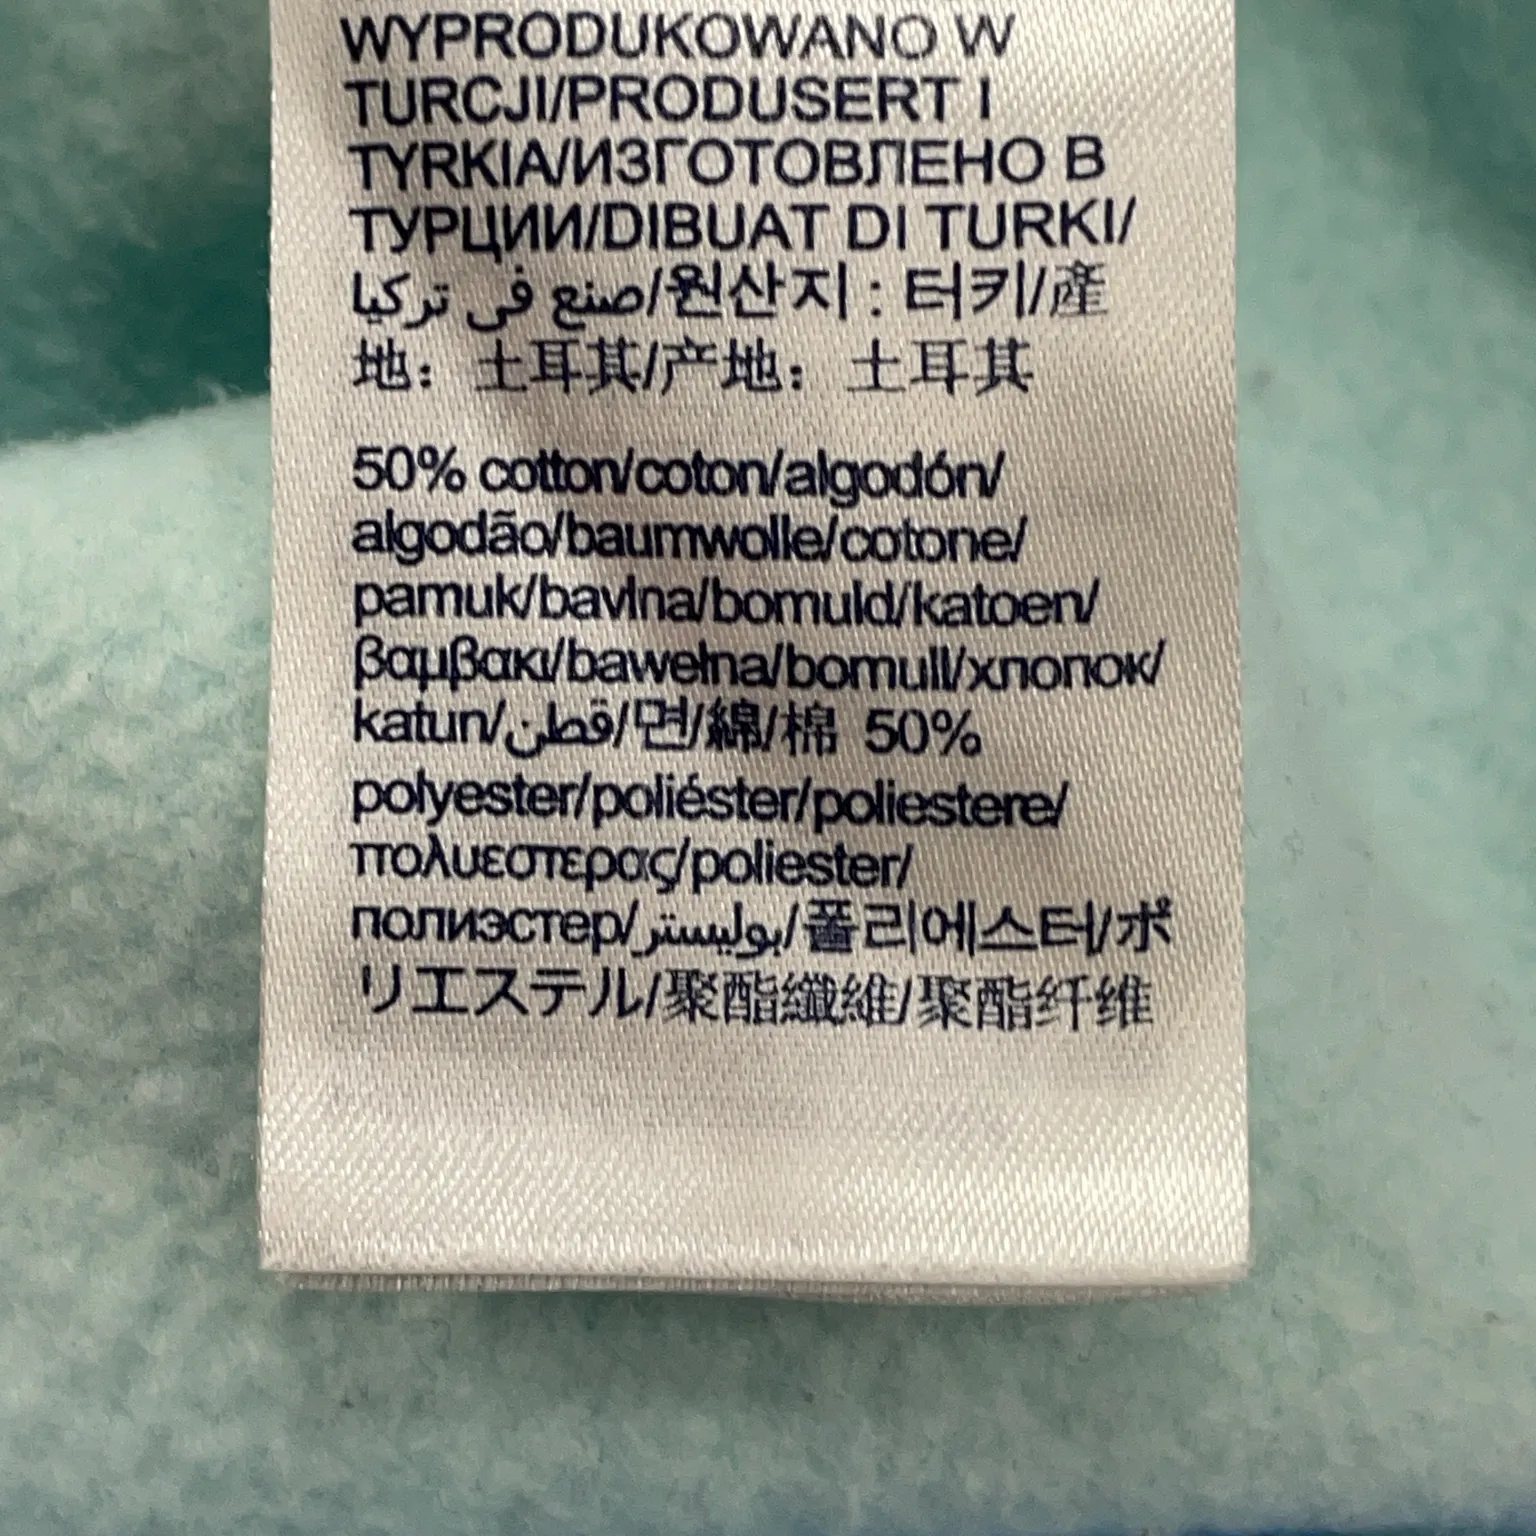 WYPRODUKOWANO W
TURCJI/PRODUSERT I
TYRKIA/ИЗГОТОВЛЕНО В
ТУРЦИИ/DIBUAT DI TURKI/
صنع فى تركيا/원산지 : 터키/產
地：土耳其/产地：土耳其
50% cotton/coton/algodón/
algodão/baumwolle/cotone/
pamuk/bavlna/bomuld/katoen/
βαμβακι/bawełna/bomull/хлопок/
katun/قطن/면/綿/棉 50%
polyester/poliéster/poliestere/
πολυεστερας/poliester/
полиэстер/بوليستر/폴리에스터/ポ
リエステル/聚酯纖維/聚酯纤维